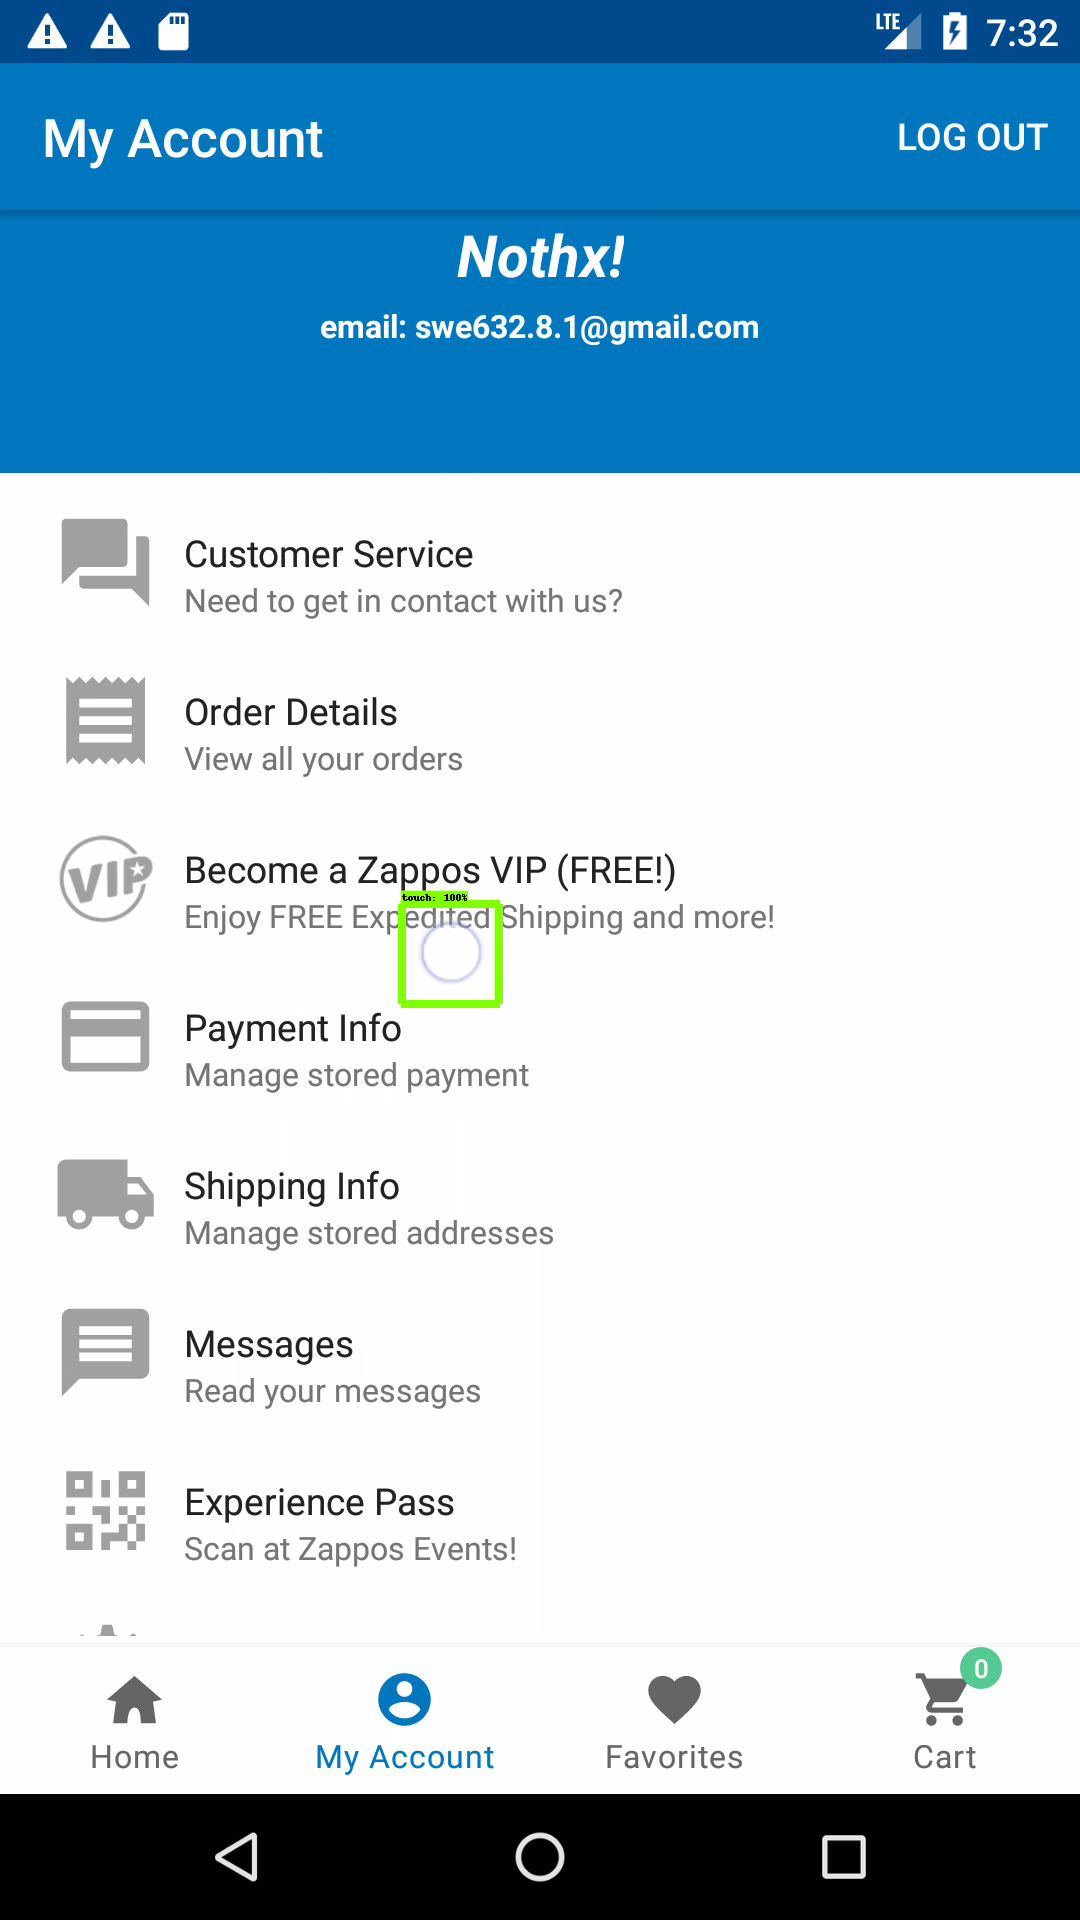 LTE 7:32
My Account LOG OUT
Nothx!
email: swe632.8.1@gmail.com
Customer Service
Need to get in contact with us?
Order Details
View all your orders
VIP
Become a Zappos VIP (FREE!)
touch: 100%
Enjoy FREE Expedited Shipping and more!
Payment Info
Manage stored payment
Shipping Info
Manage stored addresses
Messages
Read your messages
Experience Pass
Scan at Zappos Events!
0
Home My Account Favorites Cart